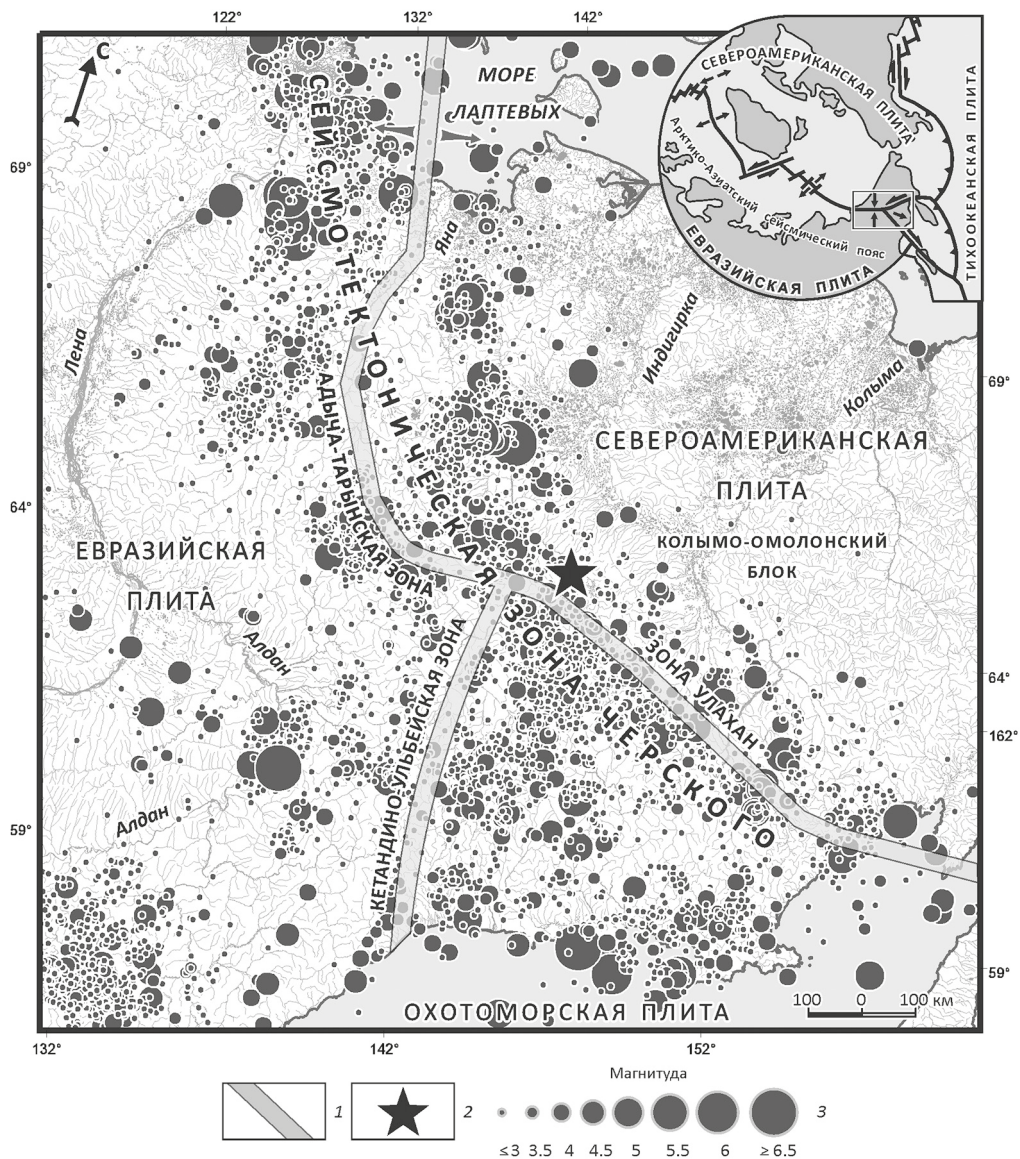 122°
132°
142°
С
МОРЕ
ЛАПТЕВЫХ
СЕВЕРОАМЕРИКАНСКАЯ ПЛИТА
ТИХООКЕАНСКАЯ ПЛИТА
Арктико-Азиатский сейсмический пояс
ЕВРАЗИЙСКАЯ ПЛИТА
69°
СЕЙСМОТЕКТОНИЧЕСКАЯ ЗОНА ЧЕРСКОГО
Яна
Лена
Индигирка
Колыма
69°
АДЫЧА-ТАРЫНСКАЯ ЗОНА
СЕВЕРОАМЕРИКАНСКАЯ
ПЛИТА
64°
КОЛЫМО-ОМОЛОНСКИЙ
БЛОК
ЕВРАЗИЙСКАЯ
ПЛИТА
Алдан
КЕТАНДИНО-УЛЬБЕЙСКАЯ ЗОНА
ЗОНА УЛАХАН
64°
162°
Алдан
59°
59°
100 0 100 км
ОХОТОМОРСКАЯ ПЛИТА
132°
142°
152°
Магнитуда
1
2
3
≤3 3.5 4 4.5 5 5.5 6 ≥6.5